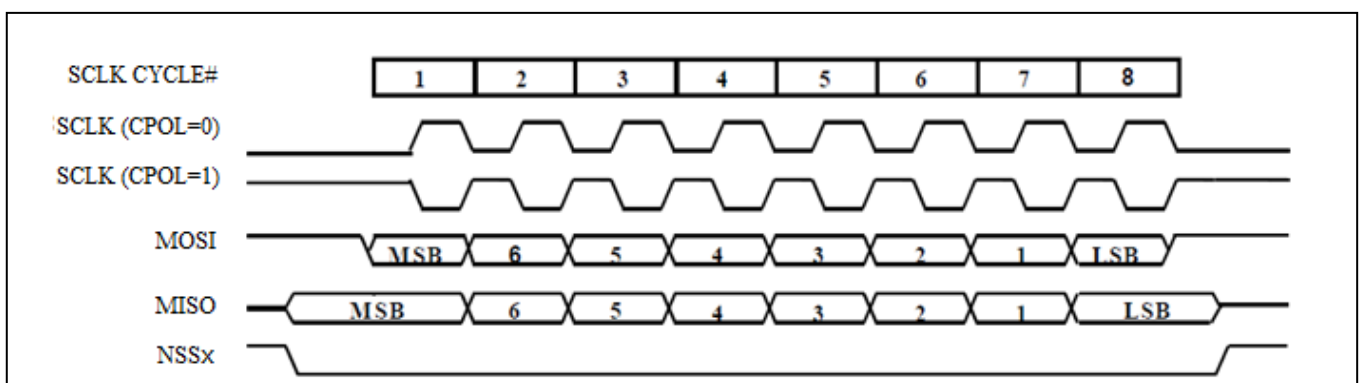 SCLK CYCLE# 1 2 3 4 5 6 7 8
SCLK (CPOL=0)
SCLK (CPOL=1)
MOSI MSB 6 5 4 3 2 1 LSB
MISO MSB 6 5 4 3 2 1 LSB
NSSx